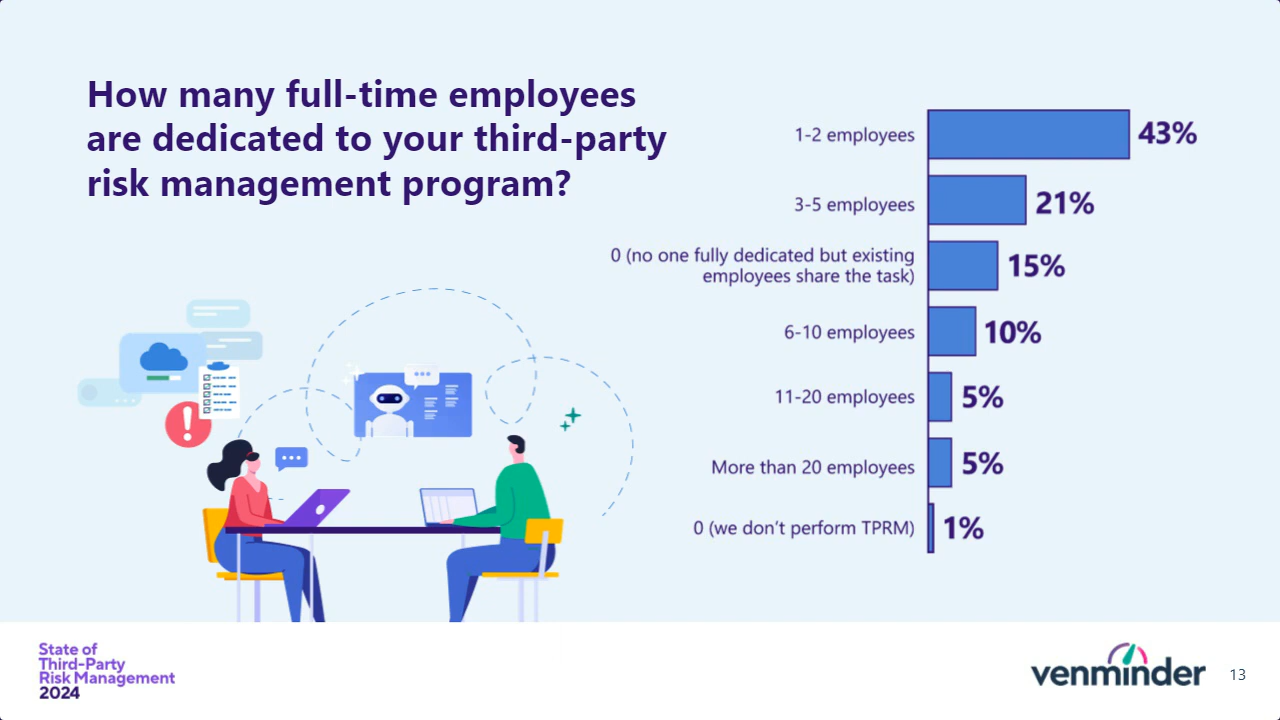 How many full-time employees
are dedicated to your third-party
risk management program?
1-2 employees 43%
3-5 employees 21%
0 (no one fully dedicated but existing
employees share the task) 15%
6-10 employees 10%
11-20 employees 5%
More than 20 employees 5%
0 (we don’t perform TPRM) 1%
State of
Third-Party
Risk Management
2024
venminder
13